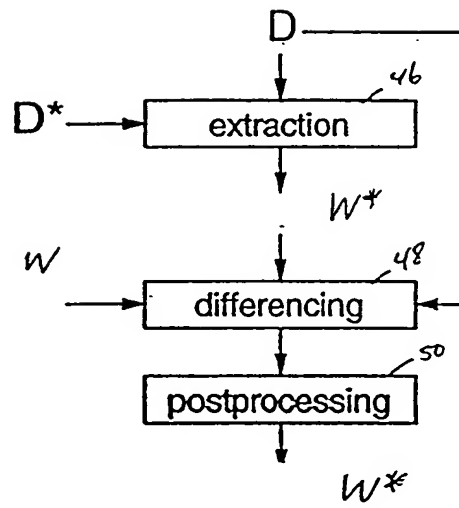 D
46
D* extraction
W*
W 48
differencing
50
postprocessing
W*